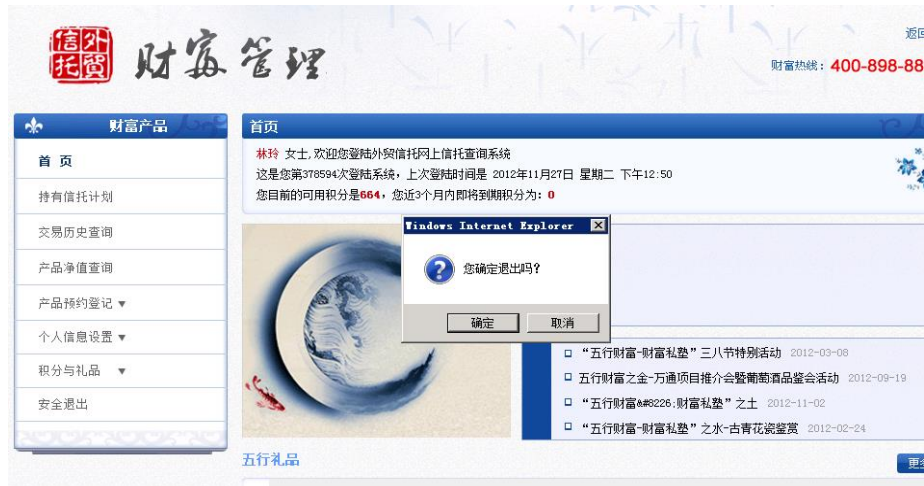 外贸
信托
财富管理
返回
财富热线：400-898-88
财富产品
首页
持有信托计划
交易历史查询
产品净值查询
产品预约登记 ▼
个人信息设置 ▼
积分与礼品 ▼
安全退出
首页
林玲 女士,欢迎您登陆外贸信托网上信托查询系统
这是您第378594次登陆系统，上次登陆时间是 2012年11月27日 星期二 下午12:50
您目前的可用积分是664，您近3个月内即将到期积分为：0
Windows Internet Explorer
您确定退出吗?
确定
取消
“五行财富-财富私塾”三八节特别活动 2012-03-08
五行财富之金-万通项目推介会暨葡萄酒品鉴会活动 2012-09-19
“五行财富&#8226;财富私塾”之土 2012-11-02
“五行财富-财富私塾”之水-古青花瓷鉴赏 2012-02-24
五行礼品
更多